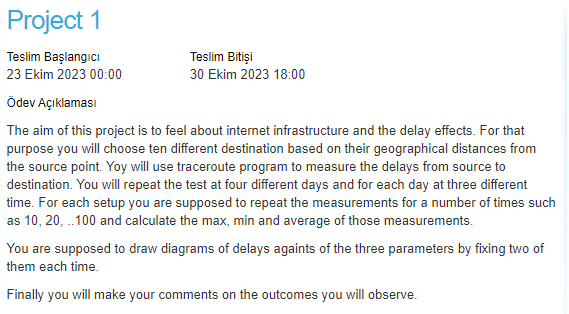 Project 1
Teslim Başlangıcı Teslim Bitişi
23 Ekim 2023 00:00 30 Ekim 2023 18:00
Ödev Açıklaması
The aim of this project is to feel about internet infrastructure and the delay effects. For that
purpose you will choose ten different destination based on their geographical distances from
the source point. Yoy will use traceroute program to measure the delays from source to
destination. You will repeat the test at four different days and for each day at three different
time. For each setup you are supposed to repeat the measurements for a number of times such
as 10, 20, ..100 and calculate the max, min and average of those measurements.
You are supposed to draw diagrams of delays againts of the three parameters by fixing two of
them each time.
Finally you will make your comments on the outcomes you will observe.